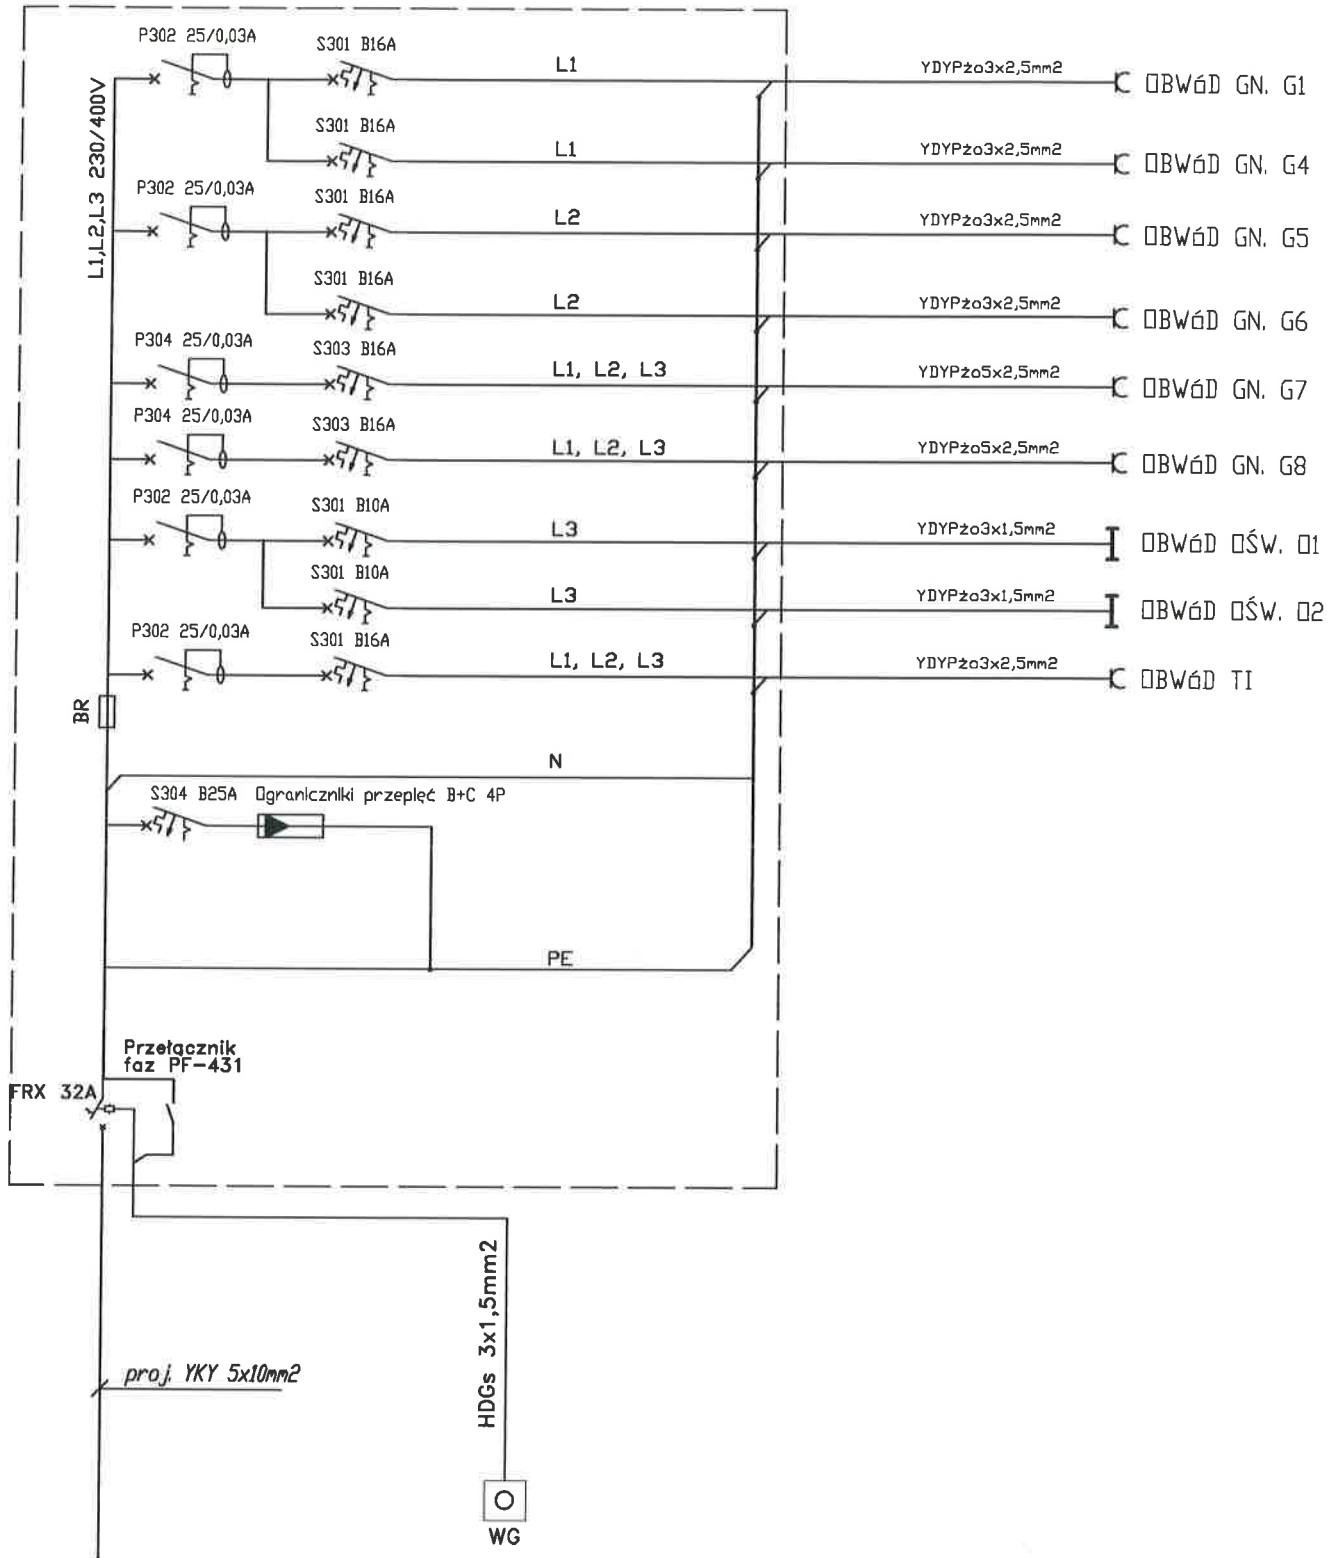 P302 25/0,03A
S301 B16A
L1
YDYPżo3x2,5mm2
OBWóD GN. G1
L1,L2,L3 230/400V
S301 B16A
L1
YDYPżo3x2,5mm2
OBWóD GN. G4
P302 25/0,03A
S301 B16A
L2
YDYPżo3x2,5mm2
OBWóD GN. G5
S301 B16A
L2
YDYPżo3x2,5mm2
OBWóD GN. G6
P304 25/0,03A
S303 B16A
L1, L2, L3
YDYPżo5x2,5mm2
OBWóD GN. G7
P304 25/0,03A
S303 B16A
L1, L2, L3
YDYPżo5x2,5mm2
OBWóD GN. G8
P302 25/0,03A
S301 B10A
L3
YDYPżo3x1,5mm2
OBWóD OŚW. O1
S301 B10A
L3
YDYPżo3x1,5mm2
OBWóD OŚW. O2
P302 25/0,03A
S301 B16A
L1, L2, L3
YDYPżo3x2,5mm2
OBWóD TI
BR
N
S304 B25A
Ograniczniki przepięć B+C 4P
PE
Przełącznik
faz PF-431
FRX 32A
HDGs 3x1,5mm2
proj. YKY 5x10mm2
WG